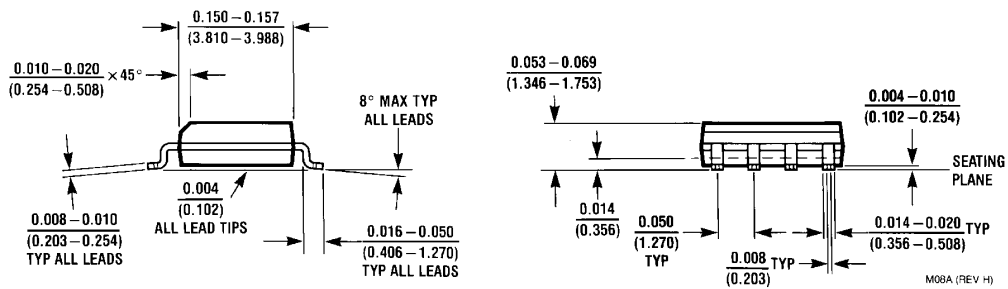 0.150 – 0.157
(3.810 – 3.988)
0.010 – 0.020
(0.254 – 0.508)
× 45°
8° MAX TYP
ALL LEADS
0.008 – 0.010
(0.203 – 0.254)
TYP ALL LEADS
0.004
(0.102)
ALL LEAD TIPS
0.016 – 0.050
(0.406 – 1.270)
TYP ALL LEADS
0.053 – 0.069
(1.346 – 1.753)
0.004 – 0.010
(0.102 – 0.254)
SEATING
PLANE
0.014
(0.356)
0.050
(1.270)
TYP
0.014 – 0.020 TYP
(0.356 – 0.508)
0.008 TYP
(0.203)
M08A (REV H)